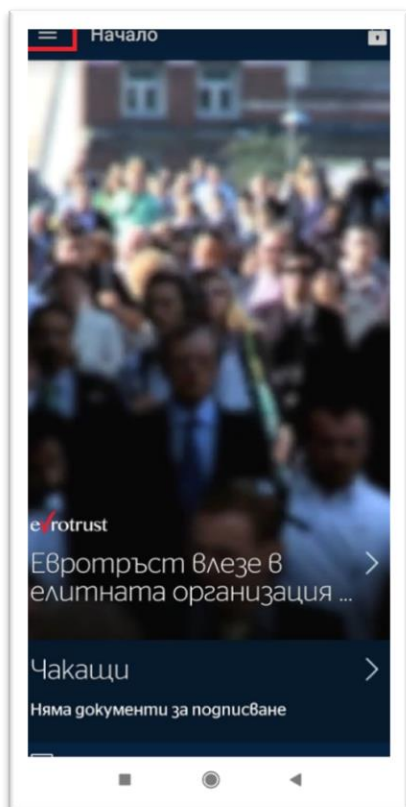 Начало
evrotrust
Евротръст влезе в
елитната организация ...
Чакащи
Няма документи за подписване